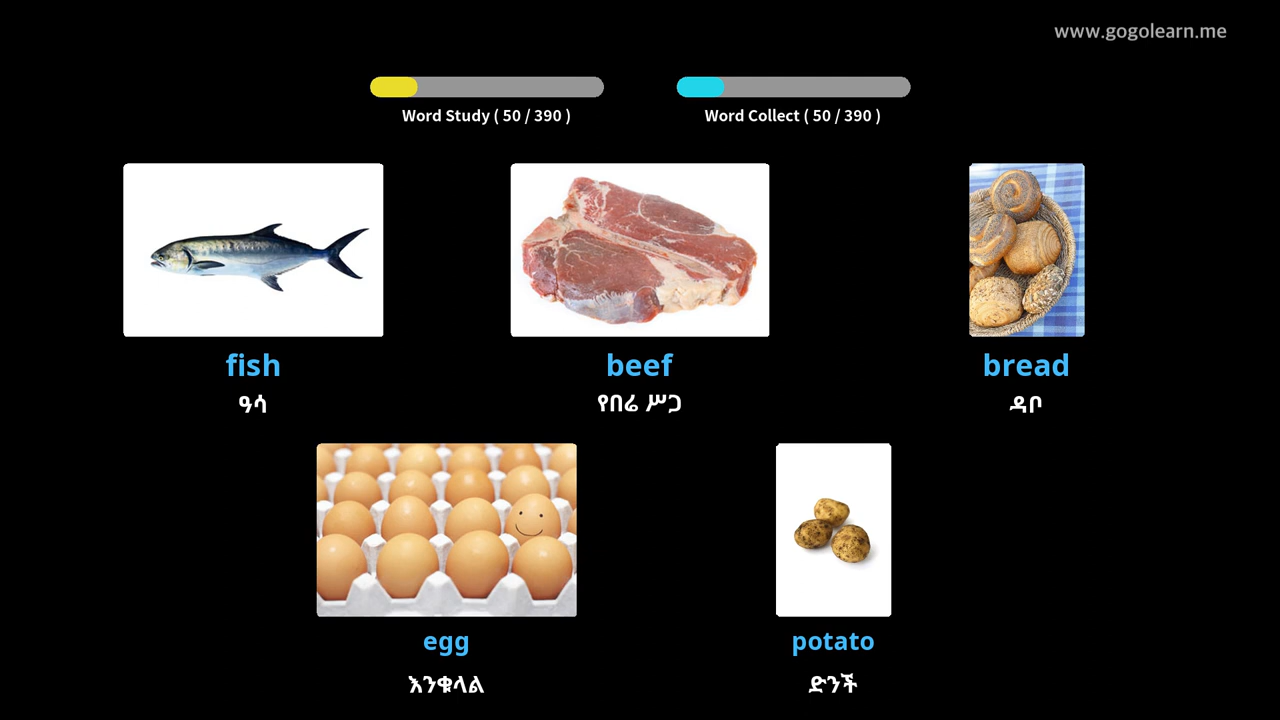 www.gogolearn.me
Word Study ( 50 / 390 )
Word Collect ( 50 / 390 )
fish
ዓሳ
beef
የበሬ ሥጋ
bread
ዳቦ
egg
እንቁላል
potato
ድንች